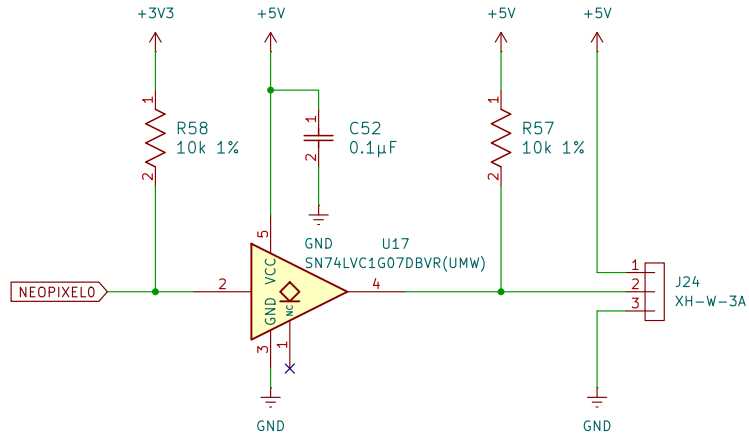 +3V3
+5V
+5V
+5V
1
R58
10k 1%
2
1
C52
0.1µF
2
1
R57
10k 1%
2
GND
U17
SN74LVC1G07DBVR(UMW)
5
VCC
NEOPIXEL0
2
4
GND
NC
3
1
1
2
3
J24
XH-W-3A
GND
GND